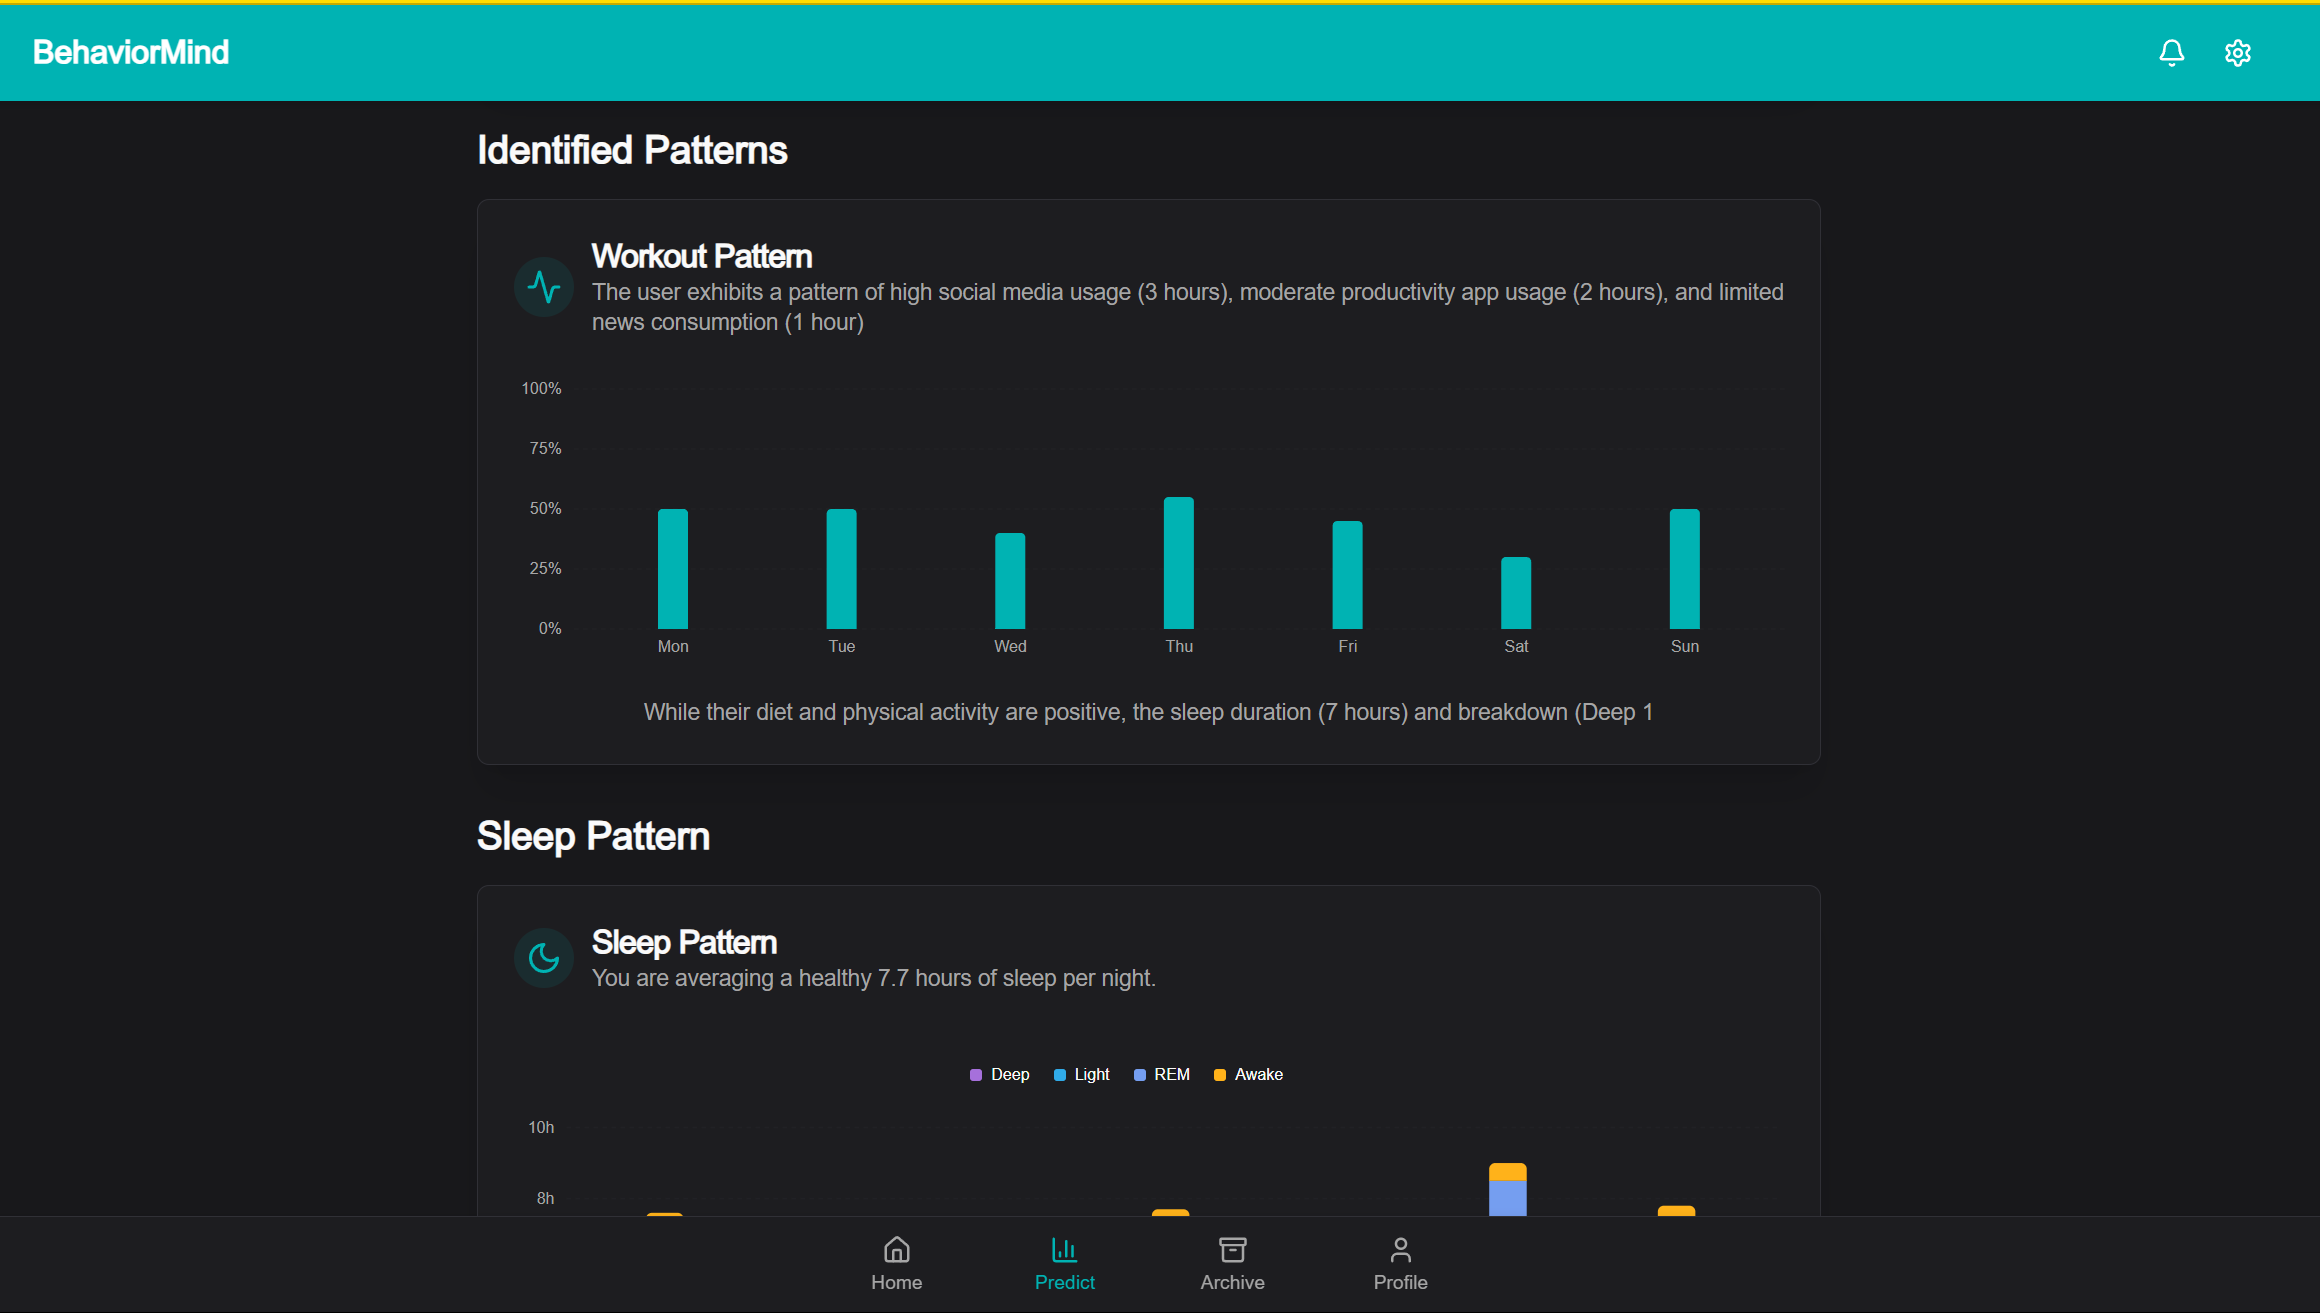 BehaviorMind
Identified Patterns
Workout Pattern
The user exhibits a pattern of high social media usage (3 hours), moderate productivity app usage (2 hours), and limited
news consumption (1 hour)
100%
75%
50%
25%
0%
Mon Tue Wed Thu Fri Sat Sun
While their diet and physical activity are positive, the sleep duration (7 hours) and breakdown (Deep 1
Sleep Pattern
Sleep Pattern
You are averaging a healthy 7.7 hours of sleep per night.
Deep Light REM Awake
10h
8h
Home Predict Archive Profile